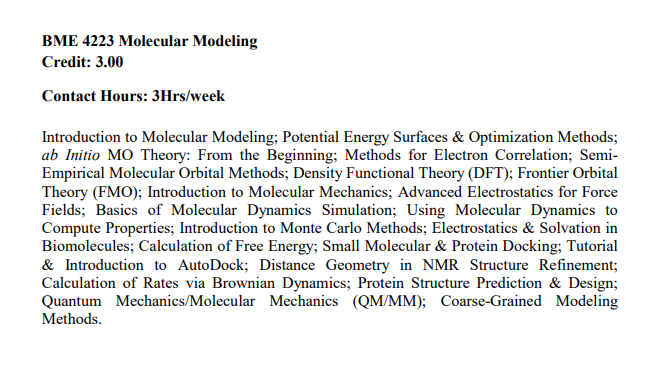 BME 4223 Molecular Modeling
Credit: 3.00
Contact Hours: 3Hrs/week
Introduction to Molecular Modeling; Potential Energy Surfaces & Optimization Methods;
ab Initio MO Theory: From the Beginning; Methods for Electron Correlation; Semi-
Empirical Molecular Orbital Methods; Density Functional Theory (DFT); Frontier Orbital
Theory (FMO); Introduction to Molecular Mechanics; Advanced Electrostatics for Force
Fields; Basics of Molecular Dynamics Simulation; Using Molecular Dynamics to
Compute Properties; Introduction to Monte Carlo Methods; Electrostatics & Solvation in
Biomolecules; Calculation of Free Energy; Small Molecular & Protein Docking; Tutorial
& Introduction to AutoDock; Distance Geometry in NMR Structure Refinement;
Calculation of Rates via Brownian Dynamics; Protein Structure Prediction & Design;
Quantum Mechanics/Molecular Mechanics (QM/MM); Coarse-Grained Modeling
Methods.